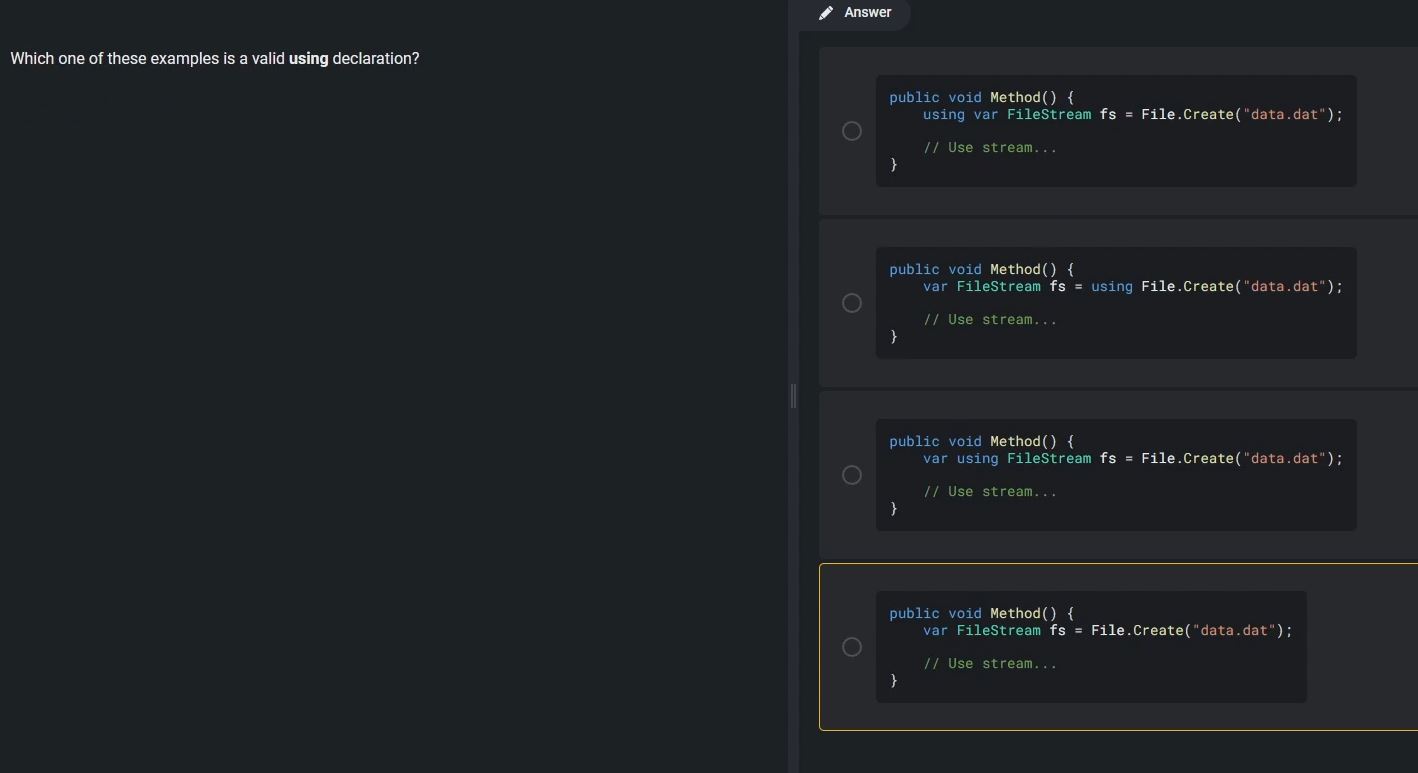 Answer
Which one of these examples is a valid using declaration?
public void Method() {
using var FileStream fs = File.Create("data.dat");
// Use stream...
}
public void Method() {
var FileStream fs = using File.Create("data.dat");
// Use stream...
}
public void Method() {
var using FileStream fs = File.Create("data.dat");
// Use stream...
}
public void Method() {
var FileStream fs = File.Create("data.dat");
// Use stream...
}